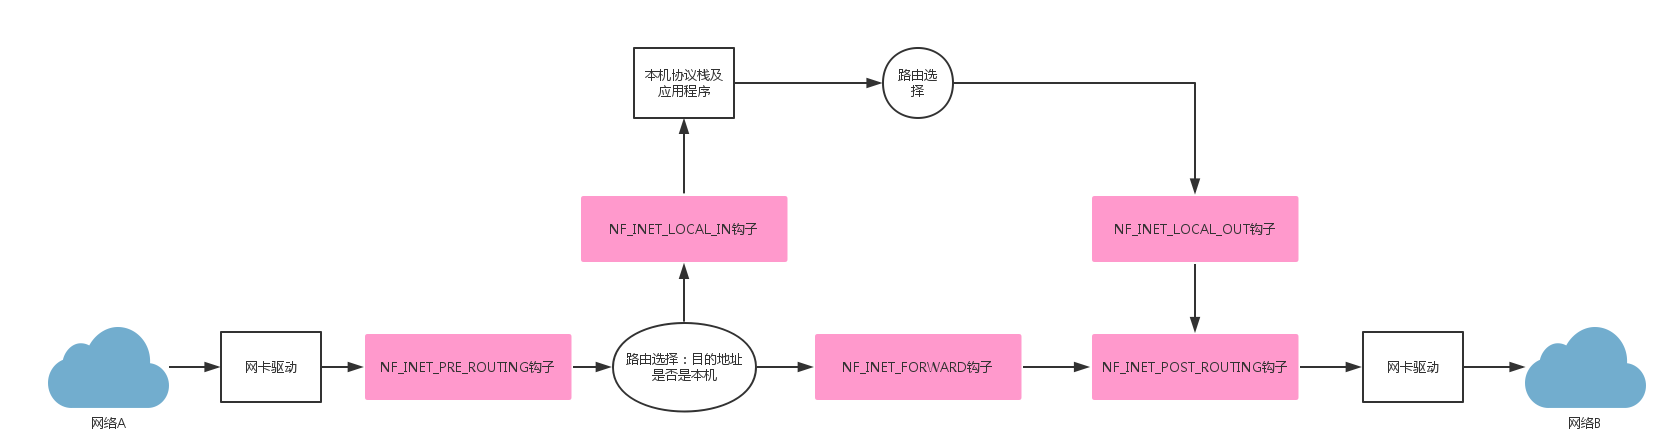 本机协议栈及
应用程序
路由选
择
NF_INET_LOCAL_IN钩子
NF_INET_LOCAL_OUT钩子
网卡驱动
NF_INET_PRE_ROUTING钩子
路由选择：目的地址
是否是本机
NF_INET_FORWARD钩子
NF_INET_POST_ROUTING钩子
网卡驱动
网络A
网络B